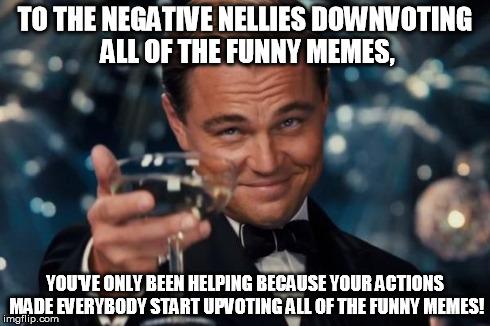 TO THE NEGATIVE NELLIES DOWNVOTING
ALL OF THE FUNNY MEMES,
YOU'VE ONLY BEEN HELPING BECAUSE YOUR ACTIONS
MADE EVERYBODY START UPVOTING ALL OF THE FUNNY MEMES!
imgflip.com